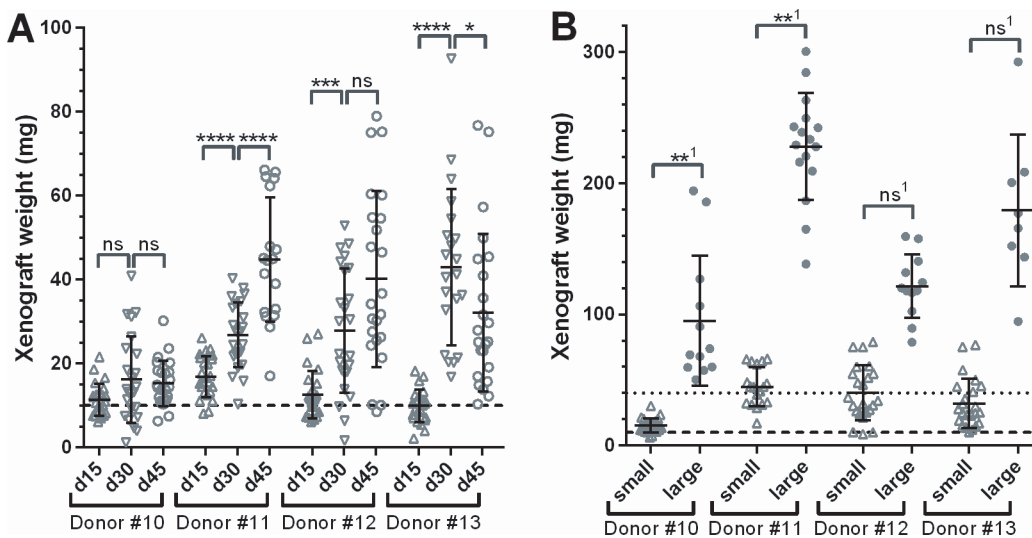 A
Xenograft weight (mg)
100
80
60
40
20
0
ns ns
**** ****
*** ns
**** *
d15 d30 d45 d15 d30 d45 d15 d30 d45 d15 d30 d45
Donor #10 Donor #11 Donor #12 Donor #13
B
Xenograft weight (mg)
300
200
100
0
**1
**1
ns1
ns1
small large small large small large small large
Donor #10 Donor #11 Donor #12 Donor #13